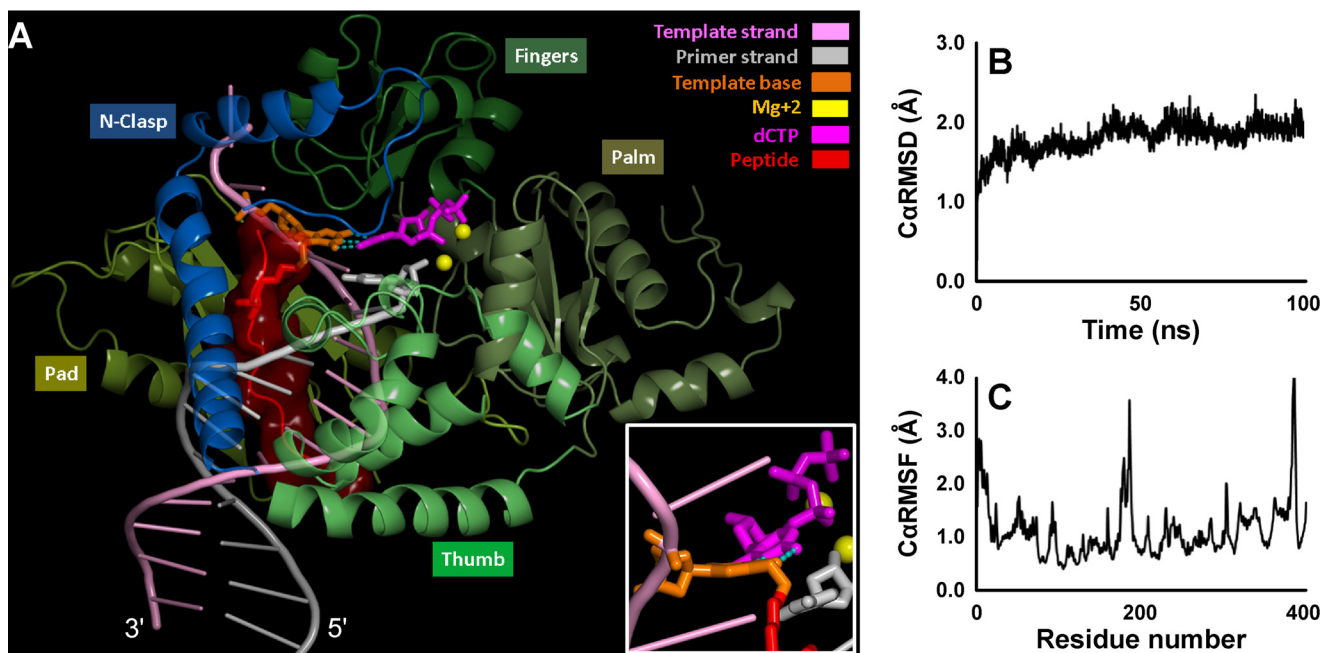 A
Fingers
N-Clasp
Palm
Pad
Thumb
3'
5'
Template strand
Primer strand
Template base
Mg+2
dCTP
Peptide
B
CαRMSD (Å)
3.0
2.0
1.0
0.0
0
50
100
Time (ns)
C
CαRMSF (Å)
4.0
3.0
2.0
1.0
0.0
0
200
400
Residue number